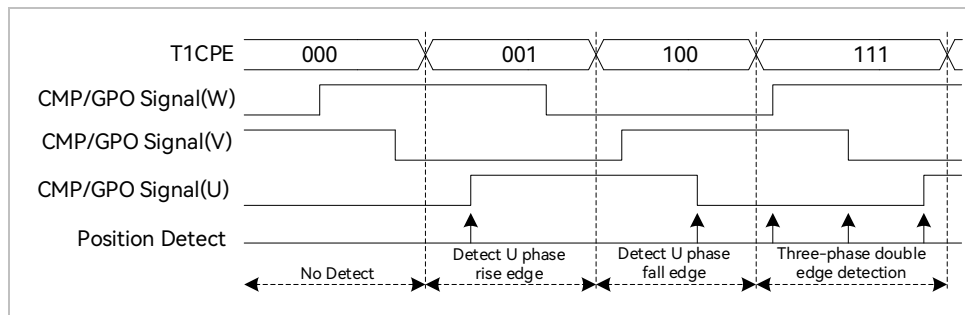 T1CPE 000 001 100 111
CMP/GPO Signal(W)
CMP/GPO Signal(V)
CMP/GPO Signal(U)
Position Detect
No Detect
Detect U phase
rise edge
Detect U phase
fall edge
Three-phase double
edge detection